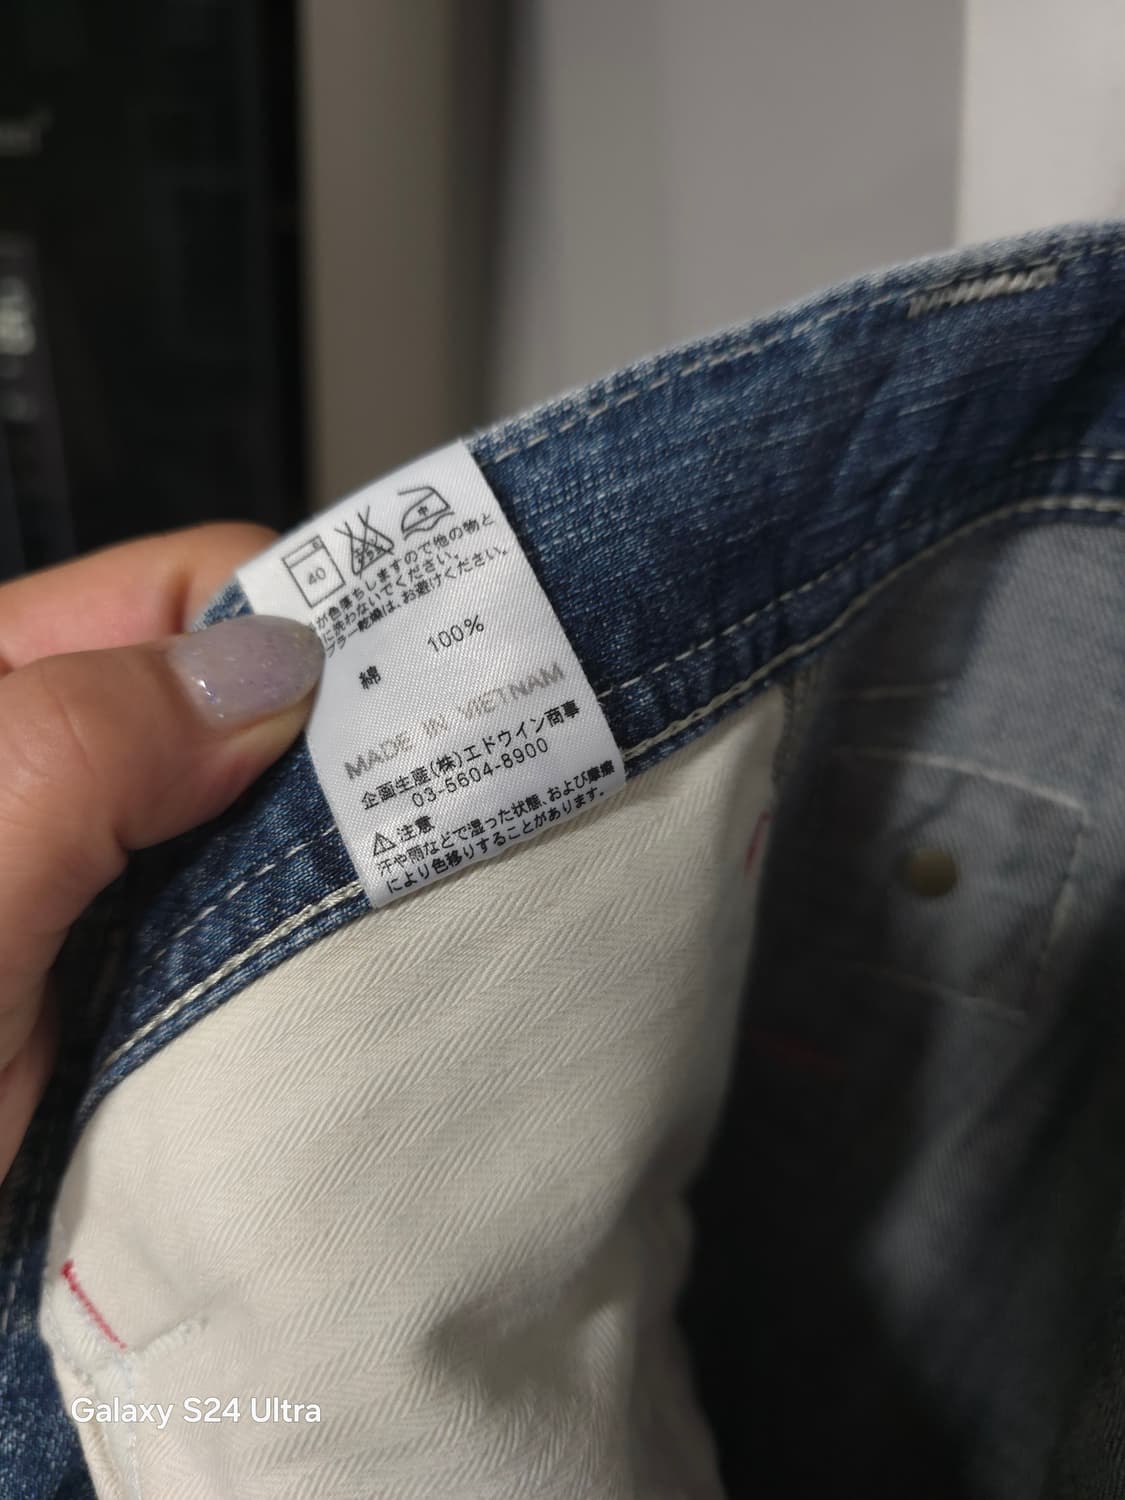 40
が色落ちしますので他の物と
に洗わないでください。
ブラー乾燥は、お避けください。
綿 100%
MADE IN VIETNAM
企画生産(株)エドウイン商事
03-5604-8900
⚠注意
汗や雨などで湿った状態、および摩擦
により色移りすることがあります。
Galaxy S24 Ultra